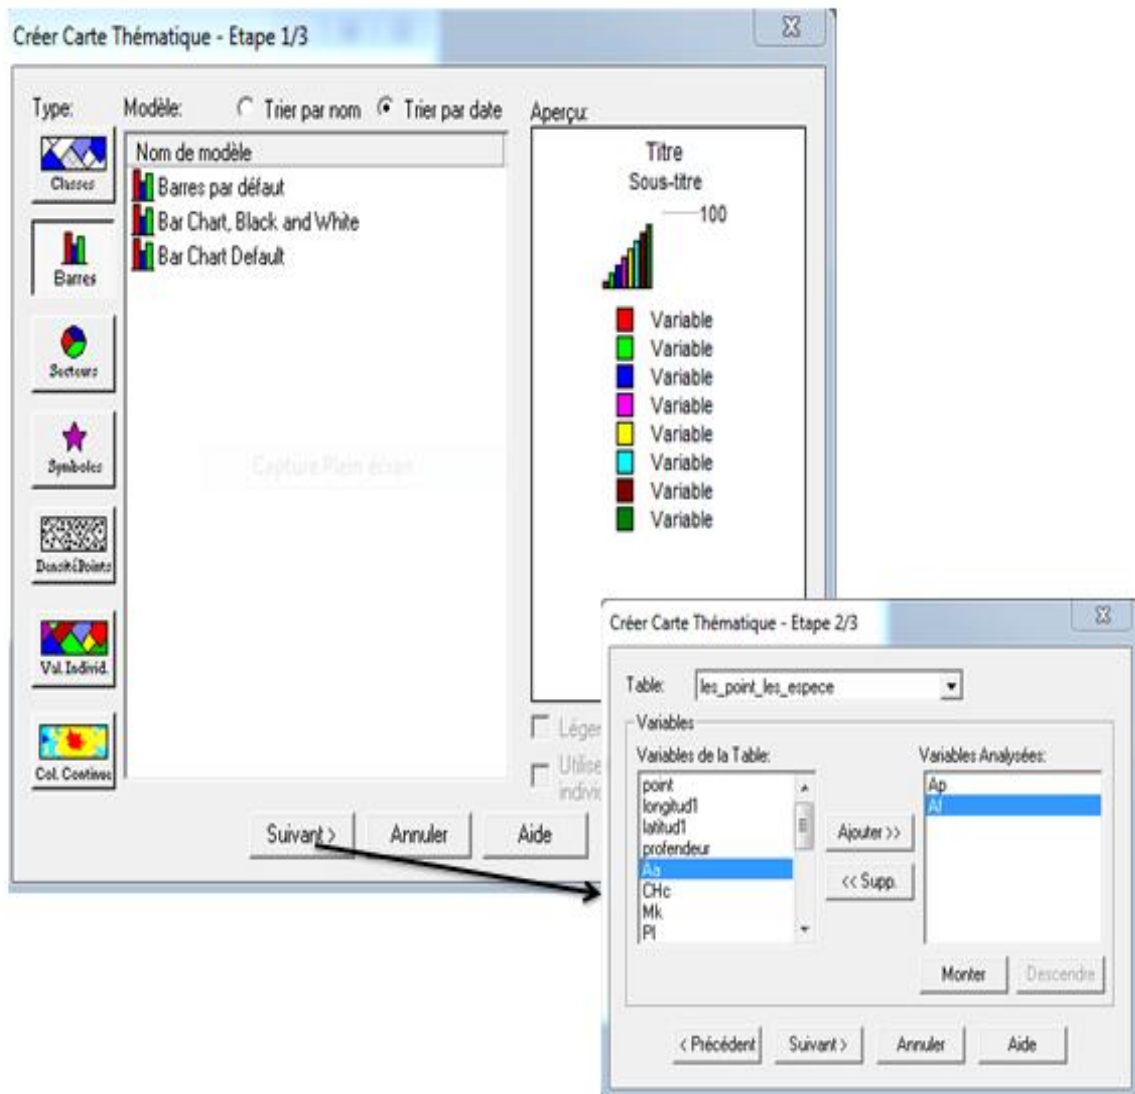 Créer Carte Thématique - Etape 1/3
Type:
Modèle:
Trier par nom
Trier par date
Aperçu:
Classes
Barres
Secteurs
Symboles
DensitéPoints
Val. Individ.
Col. Continue
Nom de modèle
Barres par défaut
Bar Chart, Black and White
Bar Chart Default
Capture Plein écran
Titre
Sous-titre
100
Variable
Variable
Variable
Variable
Variable
Variable
Variable
Variable
Suivant >
Annuler
Aide
Créer Carte Thématique - Etape 2/3
Table:
les_point_les_espece
Variables
Variables de la Table:
point
longitud1
latitud1
profendeur
Aa
CHc
Mk
Pl
Ajouter >>
<< Supp.
Variables Analysées:
Ap
Af
Monter
Descendre
< Précédent
Suivant >
Annuler
Aide